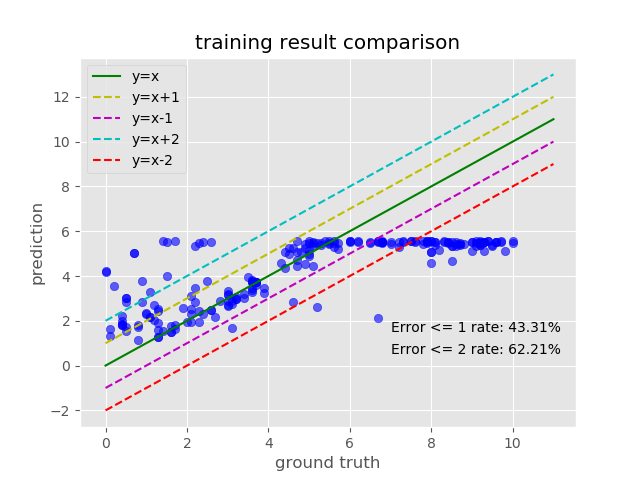 training result comparison
y=x
y=x+1
y=x-1
y=x+2
y=x-2
12
10
8
6
4
2
0
−2
prediction
Error <= 1 rate: 43.31%
Error <= 2 rate: 62.21%
0 2 4 6 8 10
ground truth